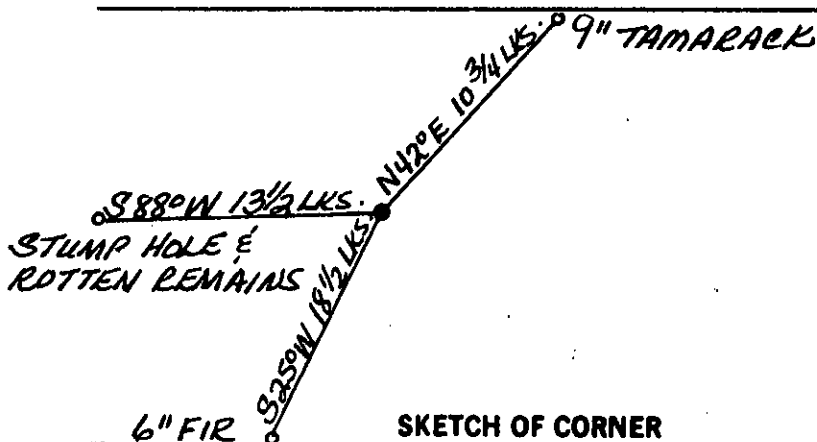 9" TAMARACK
N42°E 10 3/4 LKS.
S88°W 13 1/2 LKS.
STUMP HOLE &
ROTTEN REMAINS
S25°W 18 1/2 LKS.
6" FIR
SKETCH OF CORNER